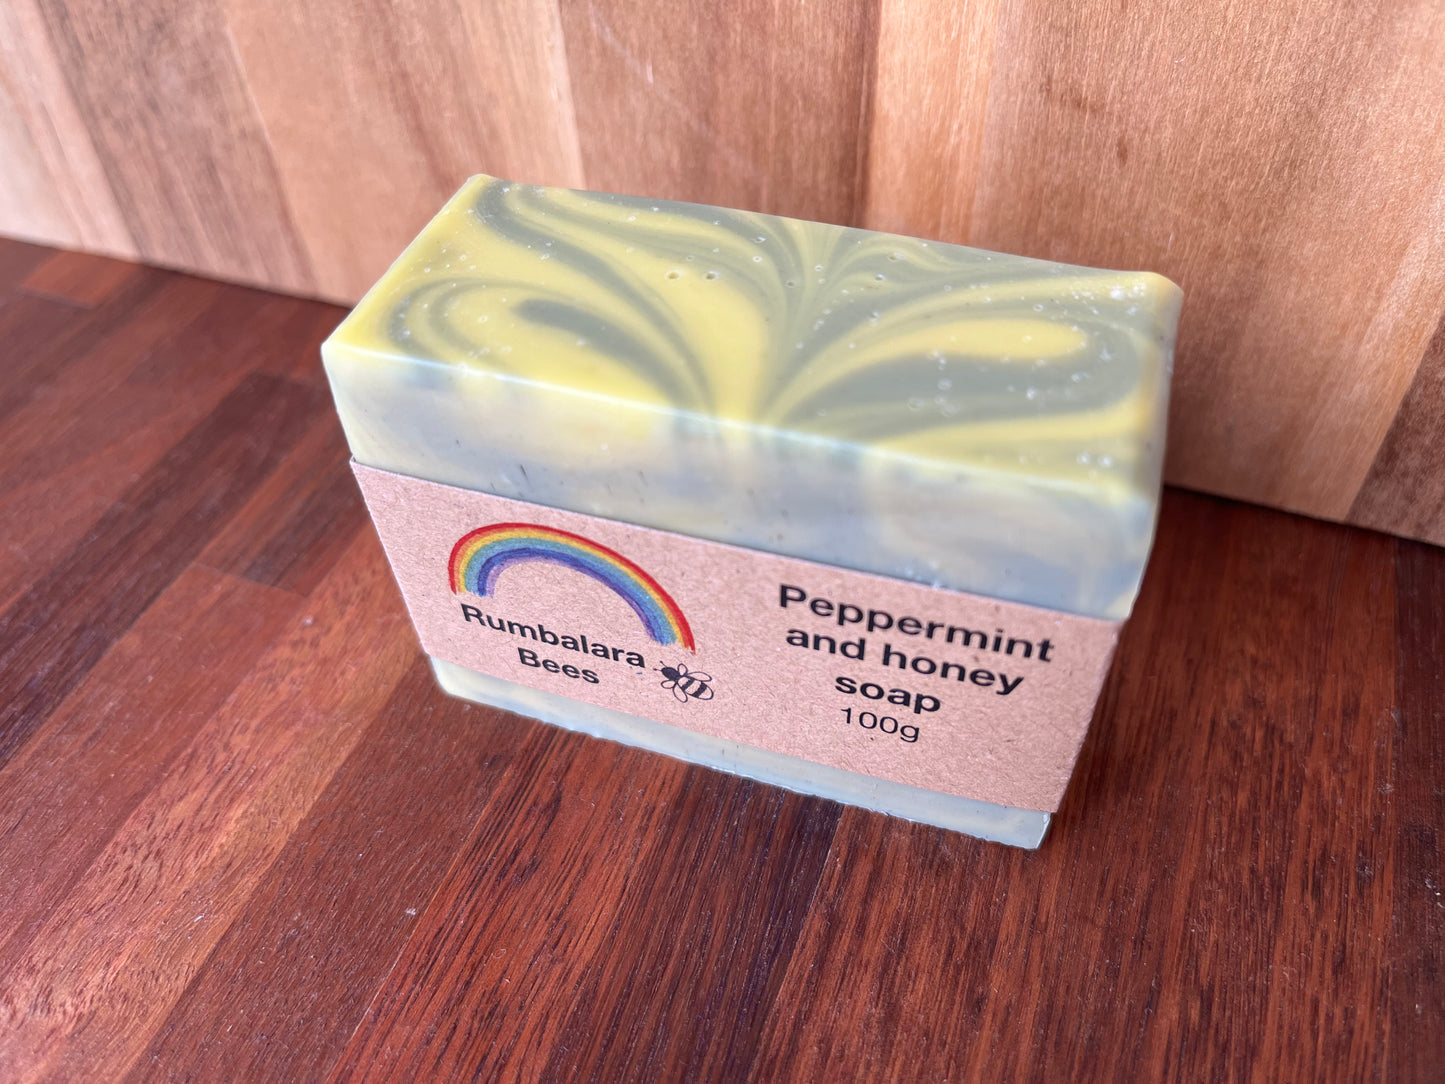 Rumbalara
Bees
Peppermint
and honey
soap
100g